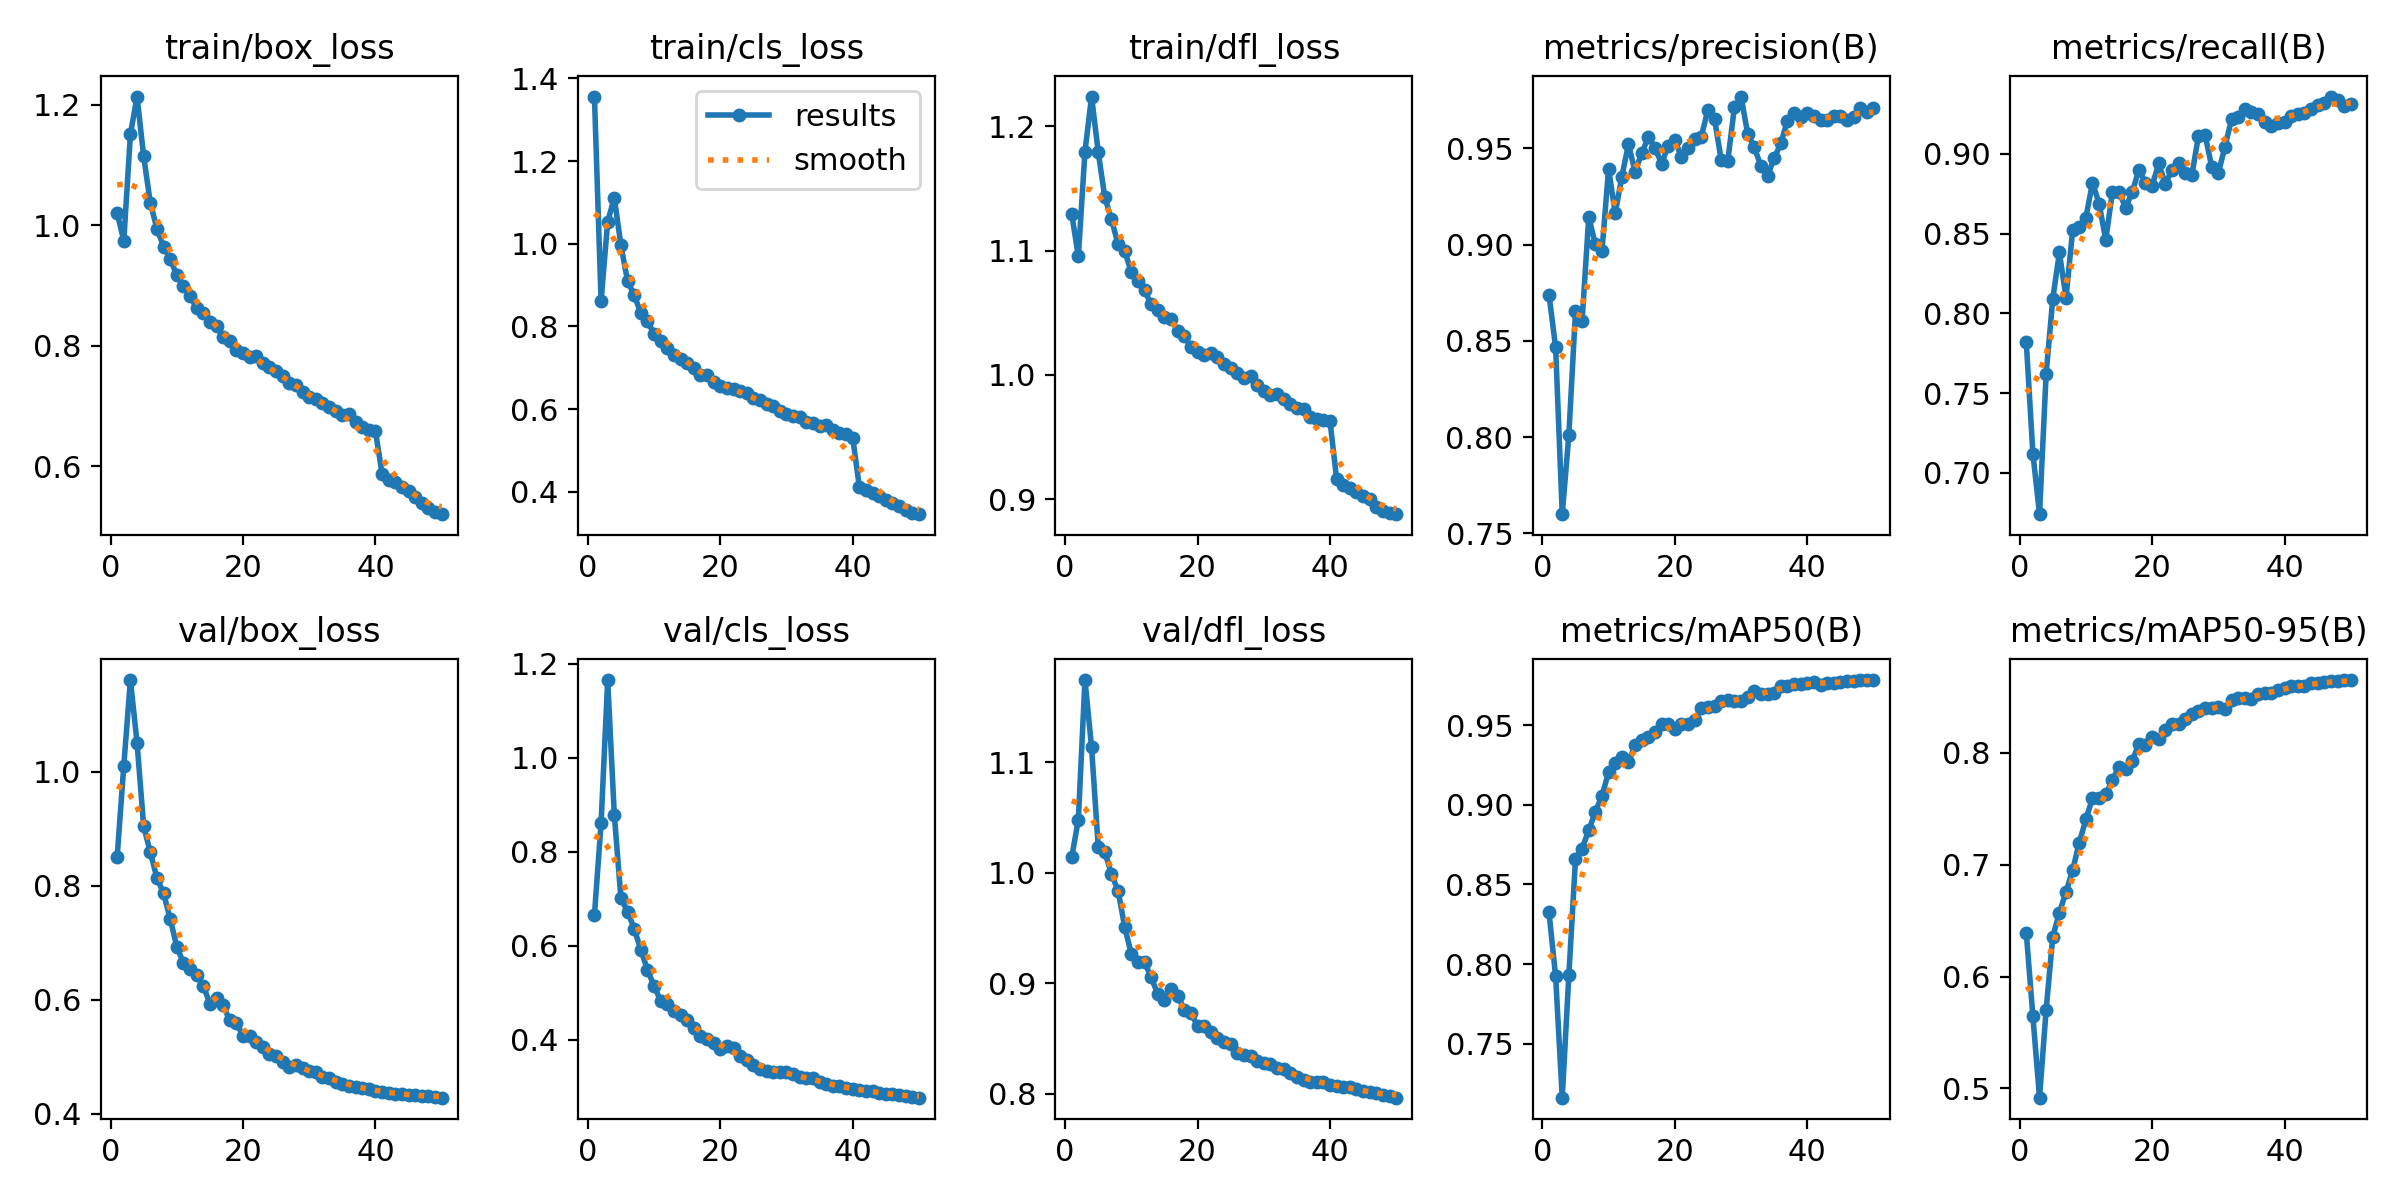 train/box_loss
1.2
1.0
0.8
0.6
0 20 40
train/cls_loss
1.4
1.2
1.0
0.8
0.6
0.4
0 20 40
results
smooth
train/dfl_loss
1.2
1.1
1.0
0.9
0 20 40
metrics/precision(B)
0.95
0.90
0.85
0.80
0.75
0 20 40
metrics/recall(B)
0.90
0.85
0.80
0.75
0.70
0 20 40
val/box_loss
1.0
0.8
0.6
0.4
0 20 40
val/cls_loss
1.2
1.0
0.8
0.6
0.4
0 20 40
val/dfl_loss
1.1
1.0
0.9
0.8
0 20 40
metrics/mAP50(B)
0.95
0.90
0.85
0.80
0.75
0 20 40
metrics/mAP50-95(B)
0.8
0.7
0.6
0.5
0 20 40